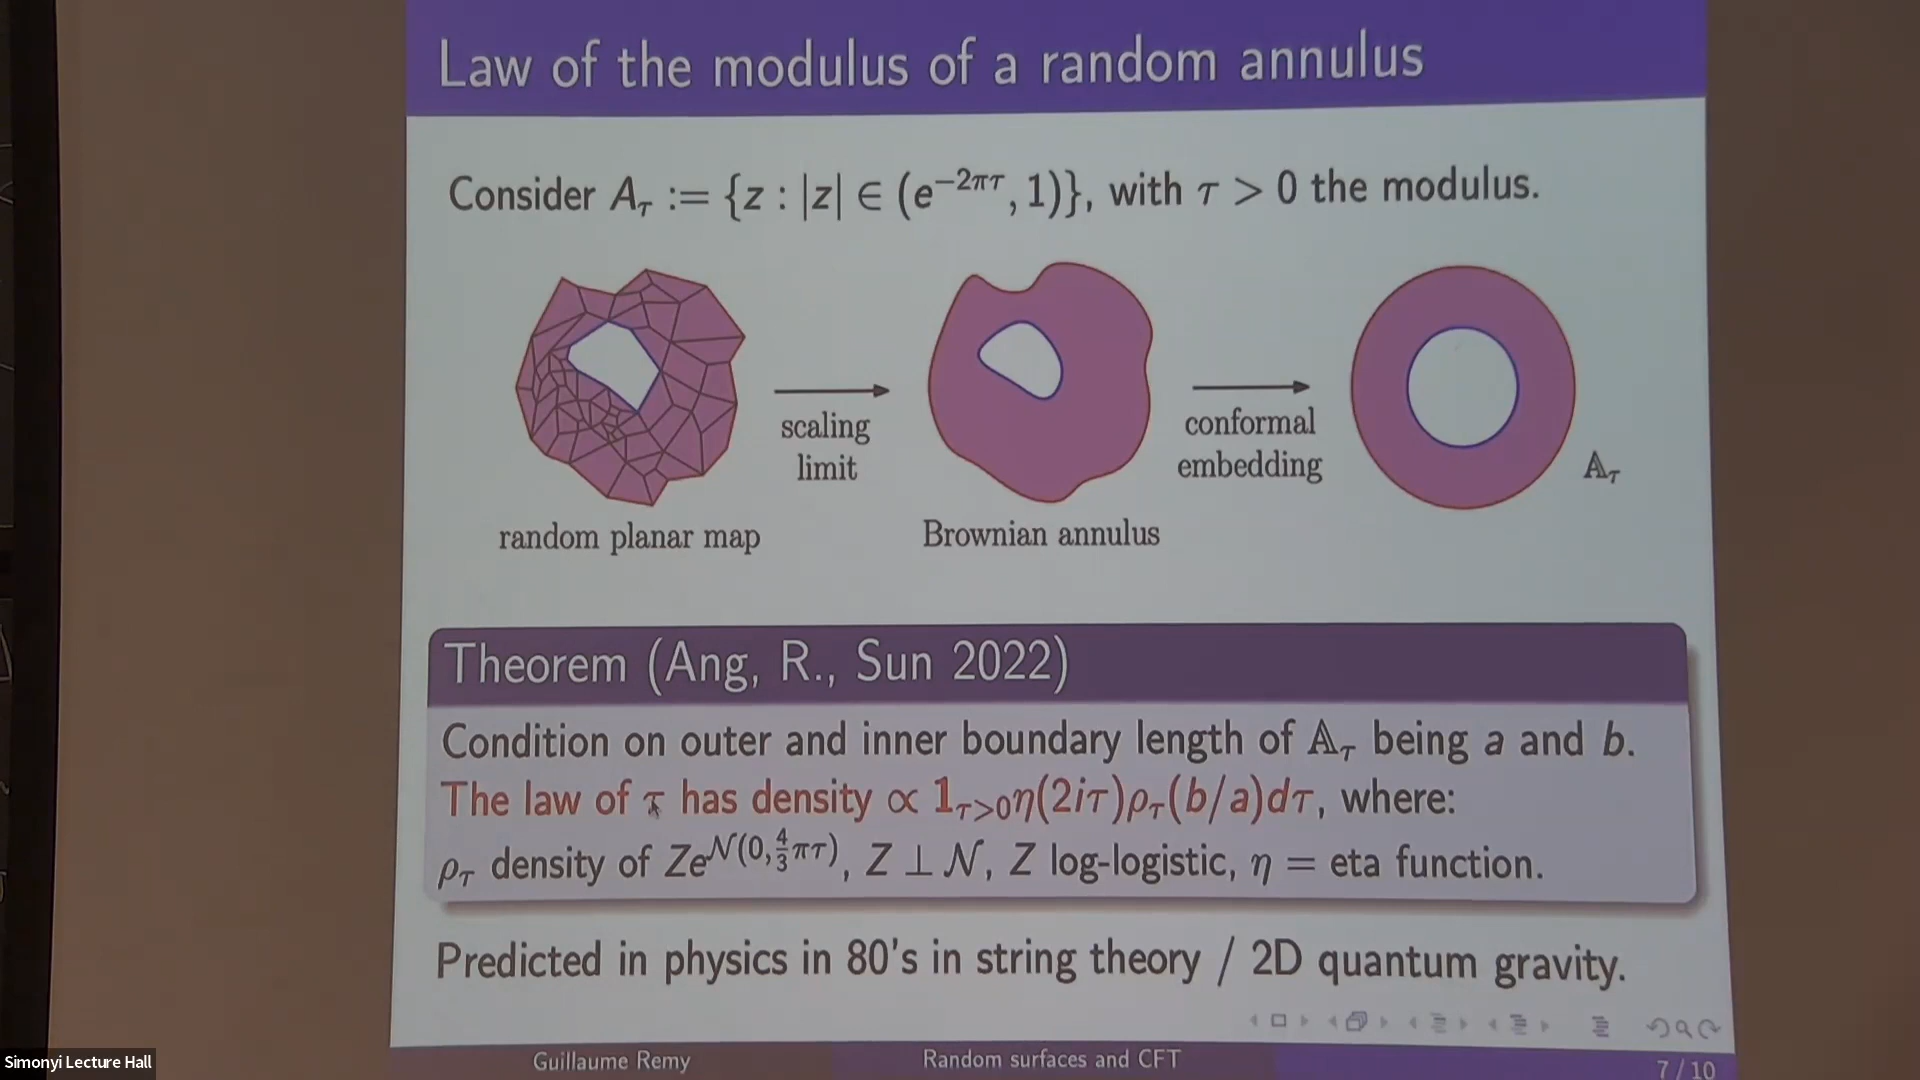 Law of the modulus of a random annulus
Consider A_τ := {z : |z| ∈ (e^{−2πτ}, 1)}, with τ > 0 the modulus.
scaling
limit
conformal
embedding
𝔸_τ
random planar map
Brownian annulus
Theorem (Ang, R., Sun 2022)
Condition on outer and inner boundary length of 𝔸_τ being a and b.
The law of τ has density ∝ 1_{τ>0}η(2iτ)ρ_τ(b/a)dτ, where:
ρ_τ density of Ze^{𝒩(0,\frac{4}{3}πτ)}, Z ⊥ 𝒩, Z log-logistic, η = eta function.
Predicted in physics in 80's in string theory / 2D quantum gravity.
Guillaume Remy
Random surfaces and CFT
7 / 10
Simonyi Lecture Hall